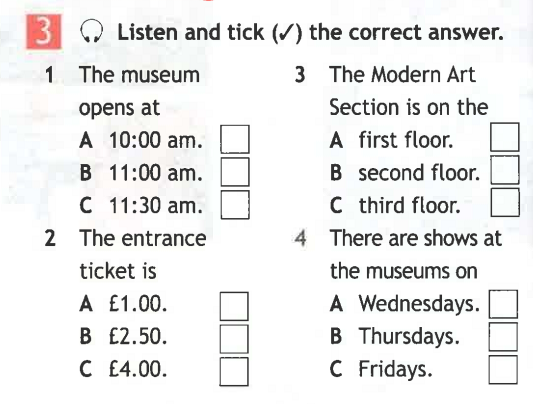 3 Listen and tick (✓) the correct answer.
1 The museum
opens at
A 10:00 am.
B 11:00 am.
C 11:30 am.
2 The entrance
ticket is
A £1.00.
B £2.50.
C £4.00.
3 The Modern Art
Section is on the
A first floor.
B second floor.
C third floor.
4 There are shows at
the museums on
A Wednesdays.
B Thursdays.
C Fridays.